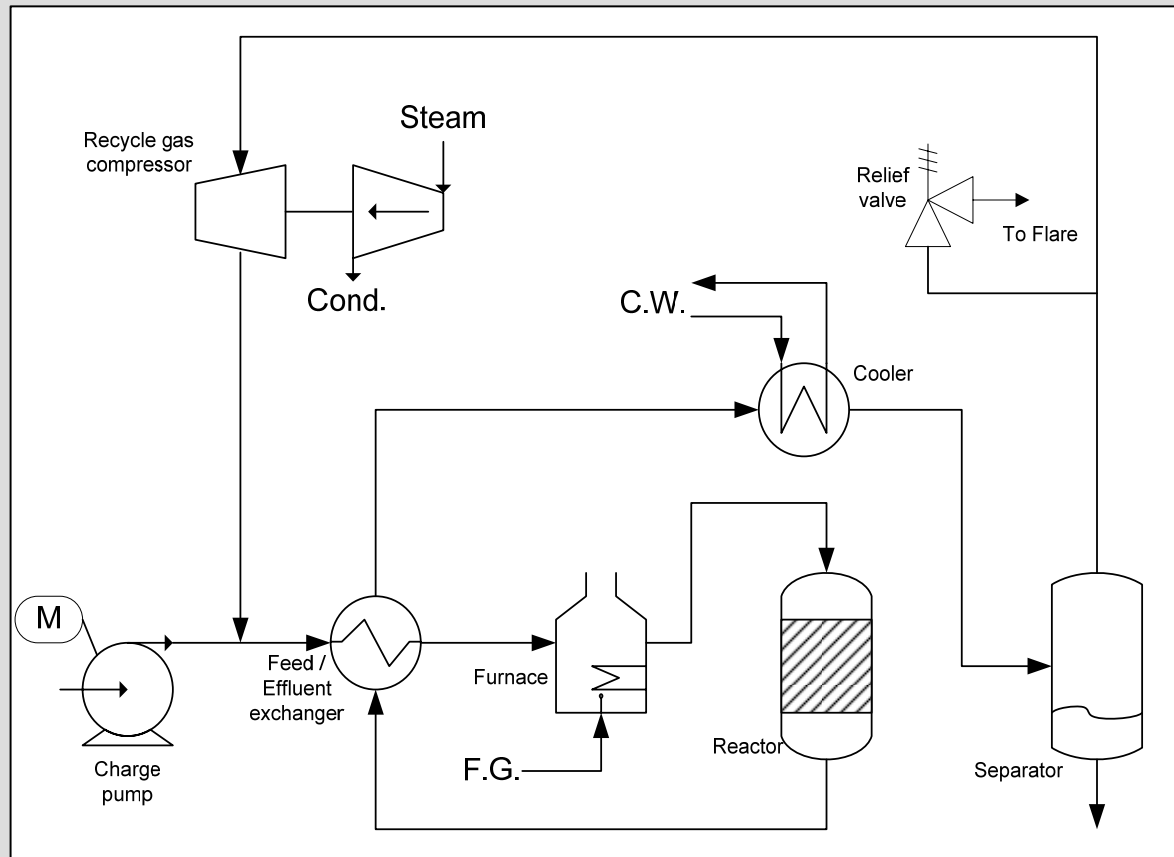 Steam
Recycle gas
compressor
Relief
valve
To Flare
Cond.
C.W.
Cooler
M
Feed /
Effluent
exchanger
Furnace
Reactor
Separator
F.G.
Charge
pump